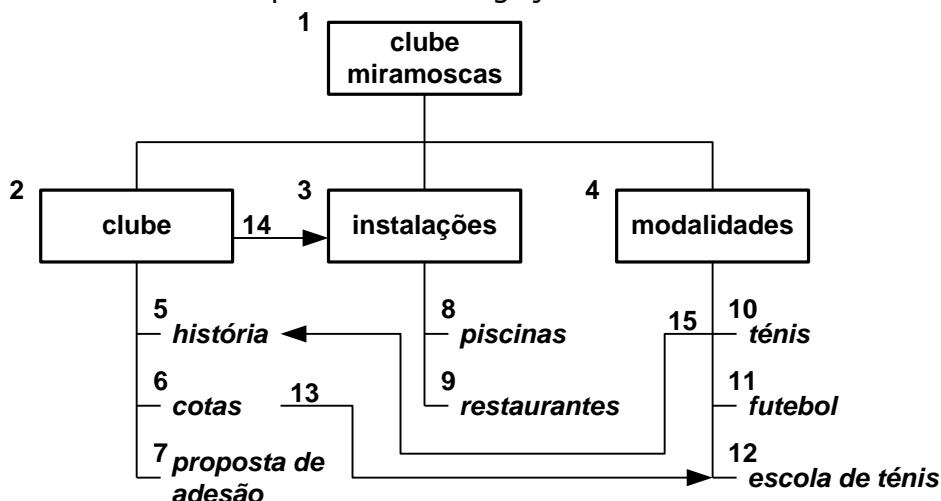 1
clube
miramoscas
2
clube
14
3
instalações
4
modalidades
5
história
8
piscinas
15
10
ténis
6
cotas
13
9
restaurantes
11
futebol
7
proposta de
adesão
12
escola de ténis